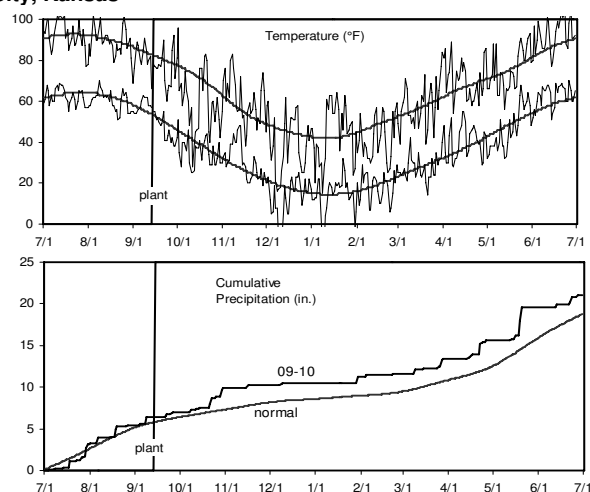 City, Kansas
100
Temperature (°F)
80
60
40
20
plant
0
7/1 8/1 9/1 10/1 11/1 12/1 1/1 2/1 3/1 4/1 5/1 6/1 7/1
25
Cumulative
Precipitation (in.)
20
15
09-10
10
normal
5
plant
0
7/1 8/1 9/1 10/1 11/1 12/1 1/1 2/1 3/1 4/1 5/1 6/1 7/1